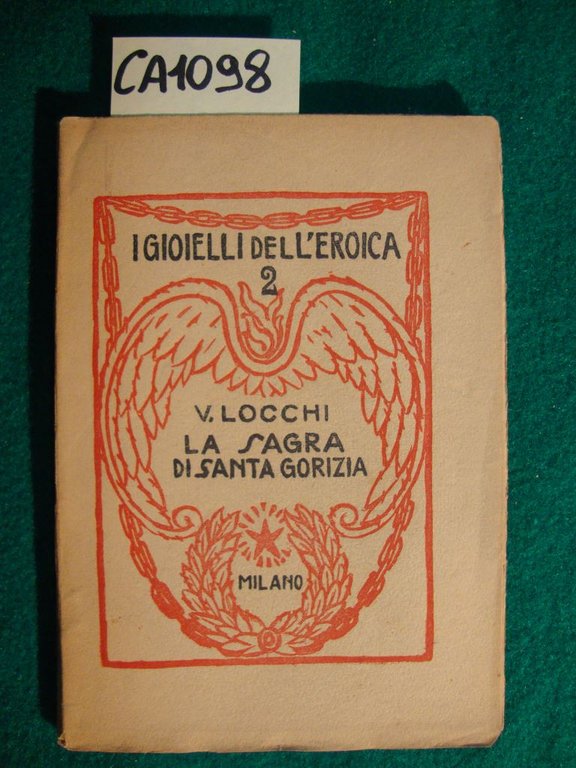 CA1098
I GIOIELLI DELL'EROICA
2
V. LOCCHI
LA SAGRA
DI SANTA GORIZIA
MILANO